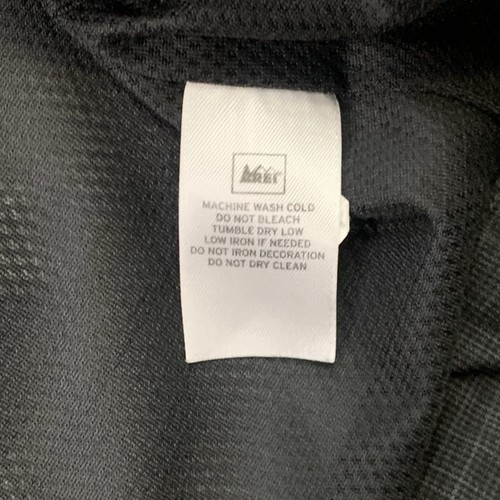 REI
MACHINE WASH COLD
DO NOT BLEACH
TUMBLE DRY LOW
LOW IRON IF NEEDED
DO NOT IRON DECORATION
DO NOT DRY CLEAN